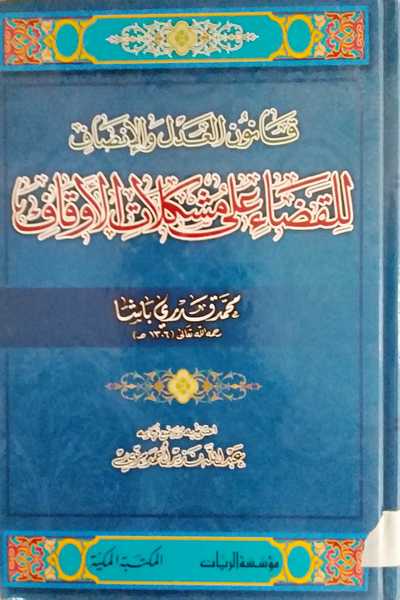 قانون العدل والإنصاف
للقضاء على مشكلات الأوقاف
محمد قدري باشا
رحمه الله تعالى (١٣٠٦ هـ)
مؤسسة الريان المكتبة المكية